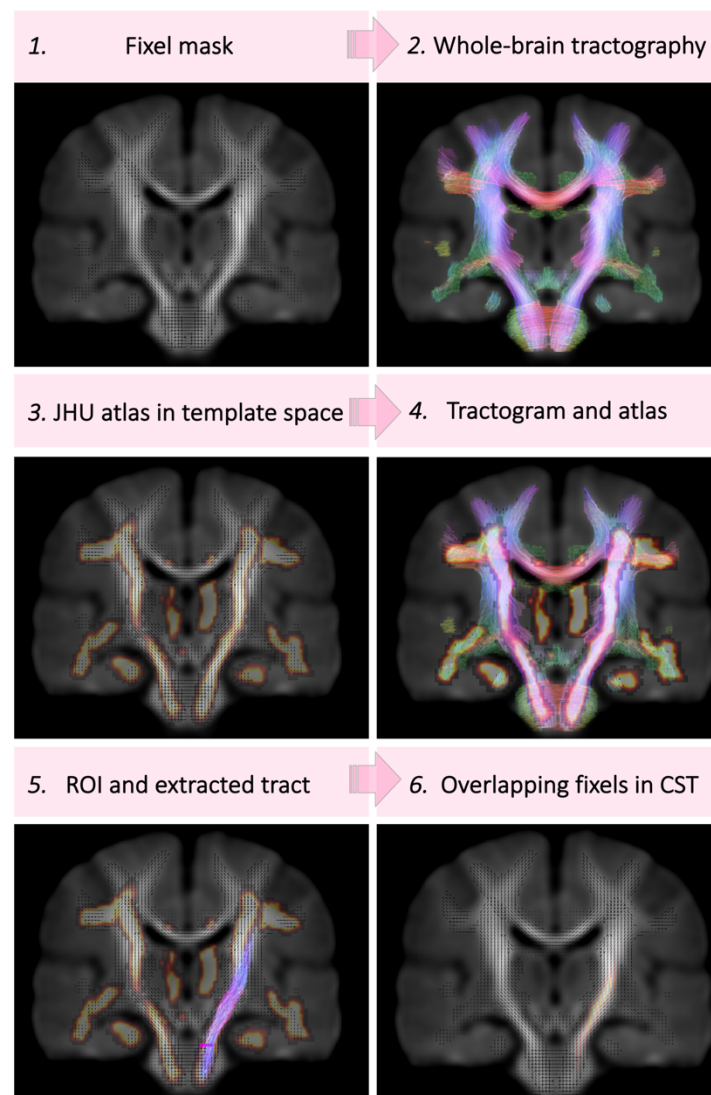 1. Fixel mask
2. Whole-brain tractography
3. JHU atlas in template space
4. Tractogram and atlas
5. ROI and extracted tract
6. Overlapping fixels in CST